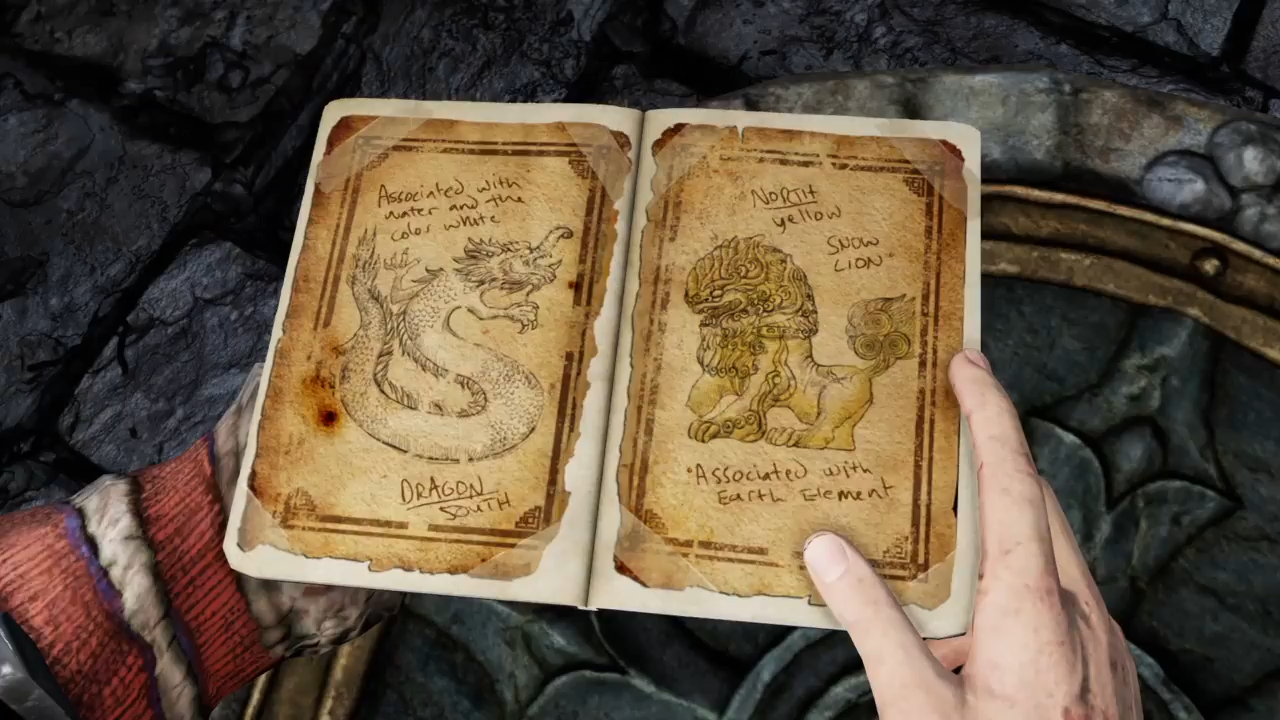 Associated with
water and the
color white
DRAGON
SOUTH
NORTH
yellow
SNOW
LION
"Associated with
Earth Element